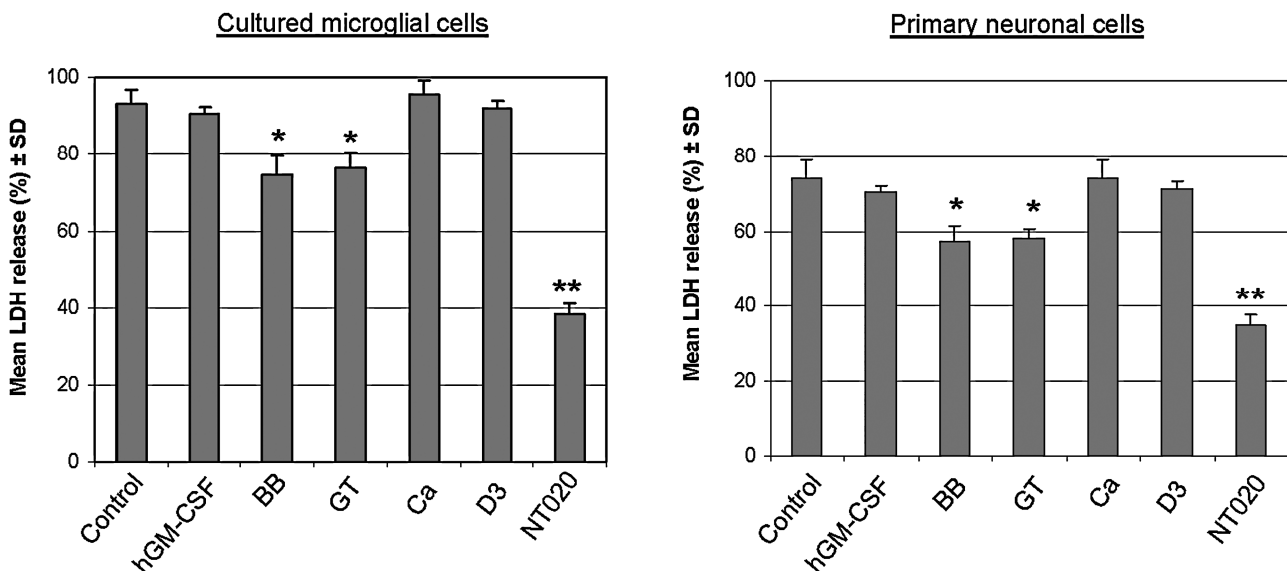 Cultured microglial cells
Mean LDH release (%) ± SD
100
80
60
40
20
0
*
*
**
Control
hGM-CSF
BB
GT
Ca
D3
NT020
Primary neuronal cells
Mean LDH release (%) ± SD
100
80
60
40
20
0
*
*
**
Control
hGM-CSF
BB
GT
Ca
D3
NT020